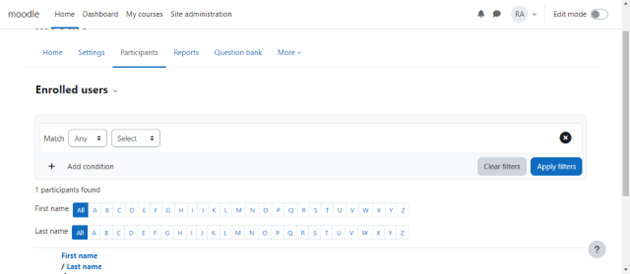 moodle Home Dashboard My courses Site administration RA Edit mode
Home Settings Participants Reports Question bank More
Enrolled users
Match Any Select
+ Add condition Clear filters Apply filters
1 participants found
First name All A B C D E F G H I J K L M N O P Q R S T U V W X Y Z
Last name All A B C D E F G H I J K L M N O P Q R S T U V W X Y Z
?
First name
/ Last name